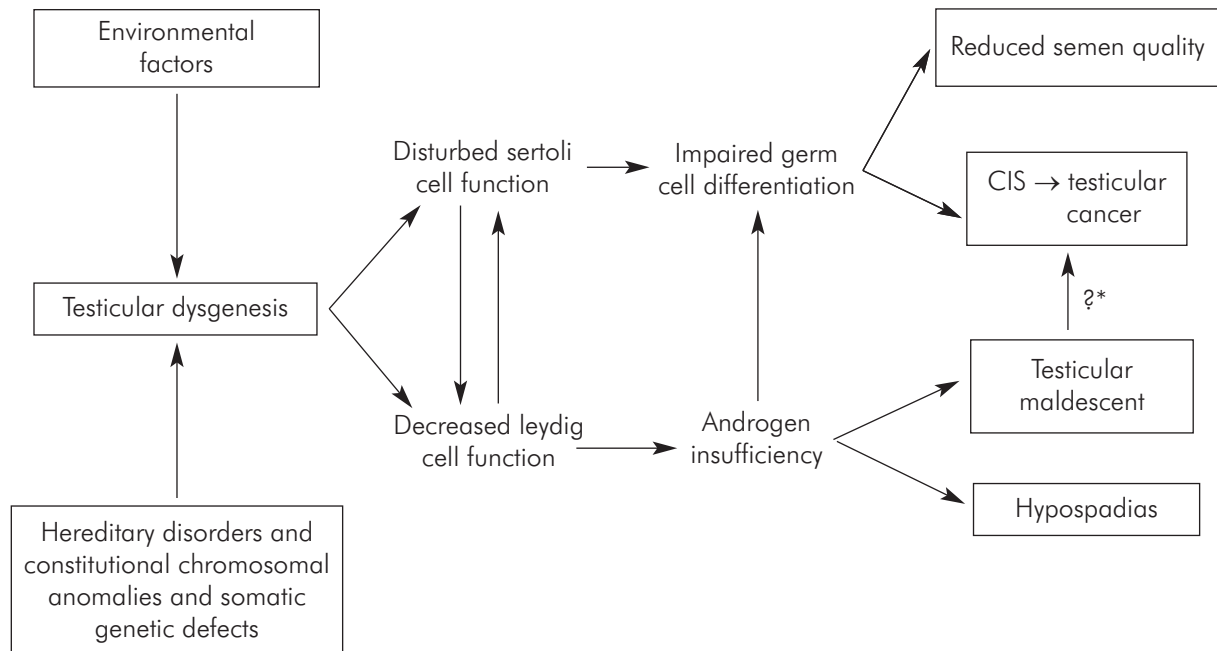 Environmental
factors
Reduced semen quality
Disturbed sertoli
cell function
Impaired germ
cell differentiation
CIS → testicular
cancer
Testicular dysgenesis
?*
Decreased leydig
cell function
Androgen
insufficiency
Testicular
maldescent
Hypospadias
Hereditary disorders and
constitutional chromosomal
anomalies and somatic
genetic defects